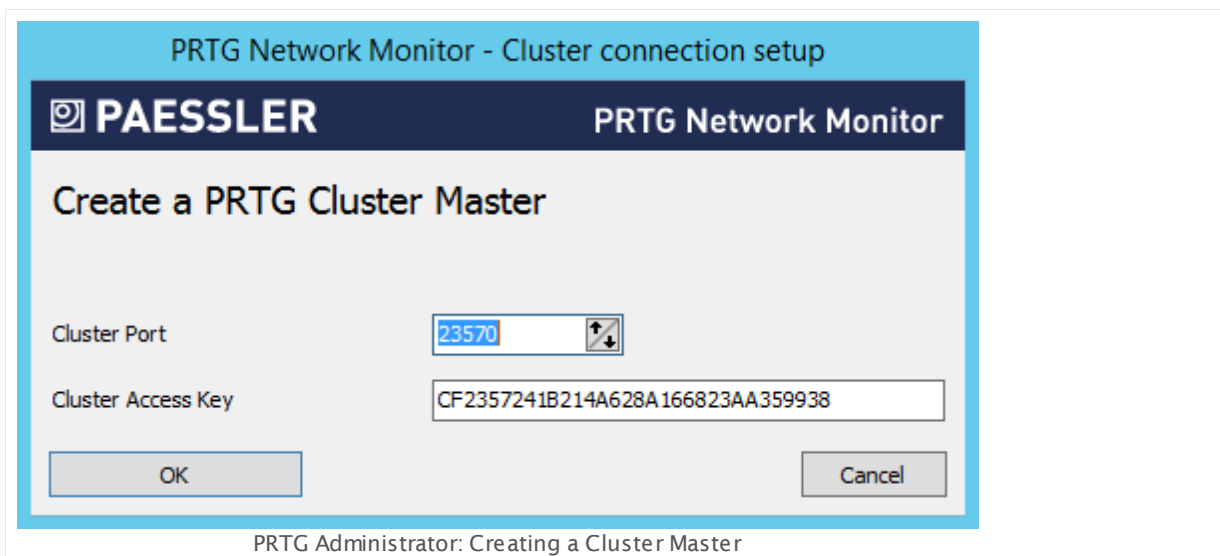 PRTG Network Monitor - Cluster connection setup
PAESSLER PRTG Network Monitor
Create a PRTG Cluster Master
Cluster Port 23570
Cluster Access Key CF2357241B214A628A166823AA359938
OK Cancel
PRTG Administrator: Creating a Cluster Master